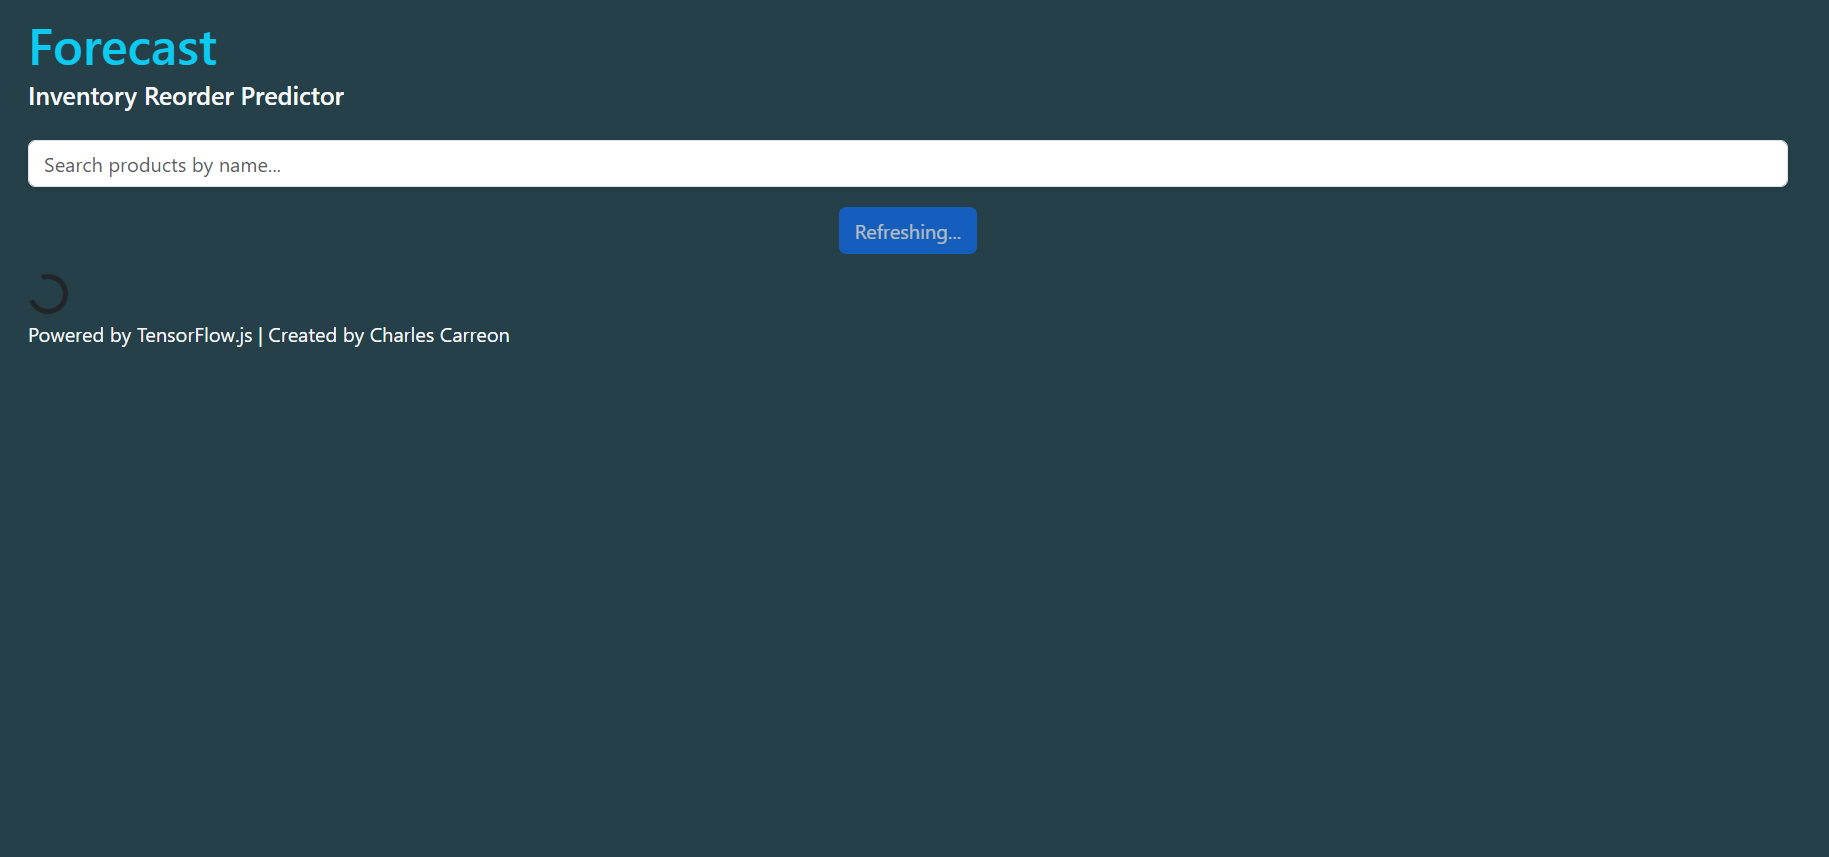 Forecast
Inventory Reorder Predictor
Search products by name...
Refreshing...
Powered by TensorFlow.js | Created by Charles Carreon